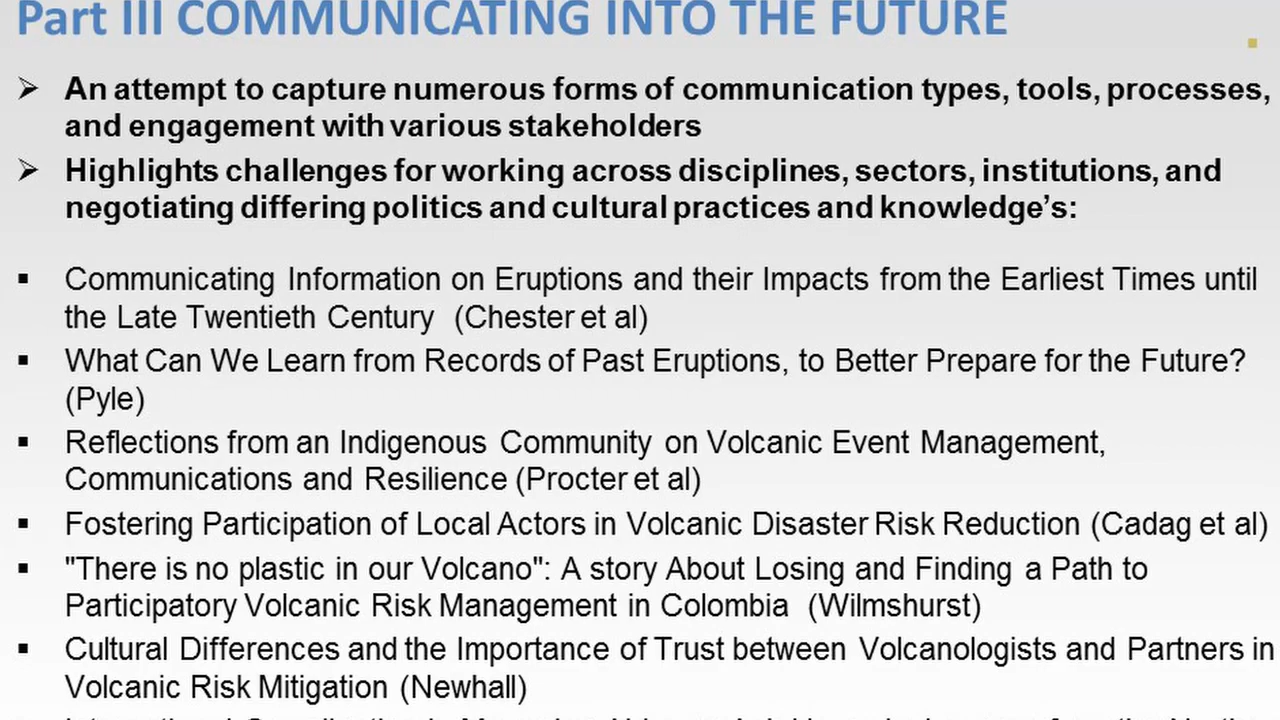 Part III COMMUNICATING INTO THE FUTURE
An attempt to capture numerous forms of communication types, tools, processes,
and engagement with various stakeholders
Highlights challenges for working across disciplines, sectors, institutions, and
negotiating differing politics and cultural practices and knowledge's:
Communicating Information on Eruptions and their Impacts from the Earliest Times until
the Late Twentieth Century (Chester et al)
What Can We Learn from Records of Past Eruptions, to Better Prepare for the Future?
(Pyle)
Reflections from an Indigenous Community on Volcanic Event Management,
Communications and Resilience (Procter et al)
Fostering Participation of Local Actors in Volcanic Disaster Risk Reduction (Cadag et al)
"There is no plastic in our Volcano": A story About Losing and Finding a Path to
Participatory Volcanic Risk Management in Colombia (Wilmshurst)
Cultural Differences and the Importance of Trust between Volcanologists and Partners in
Volcanic Risk Mitigation (Newhall)